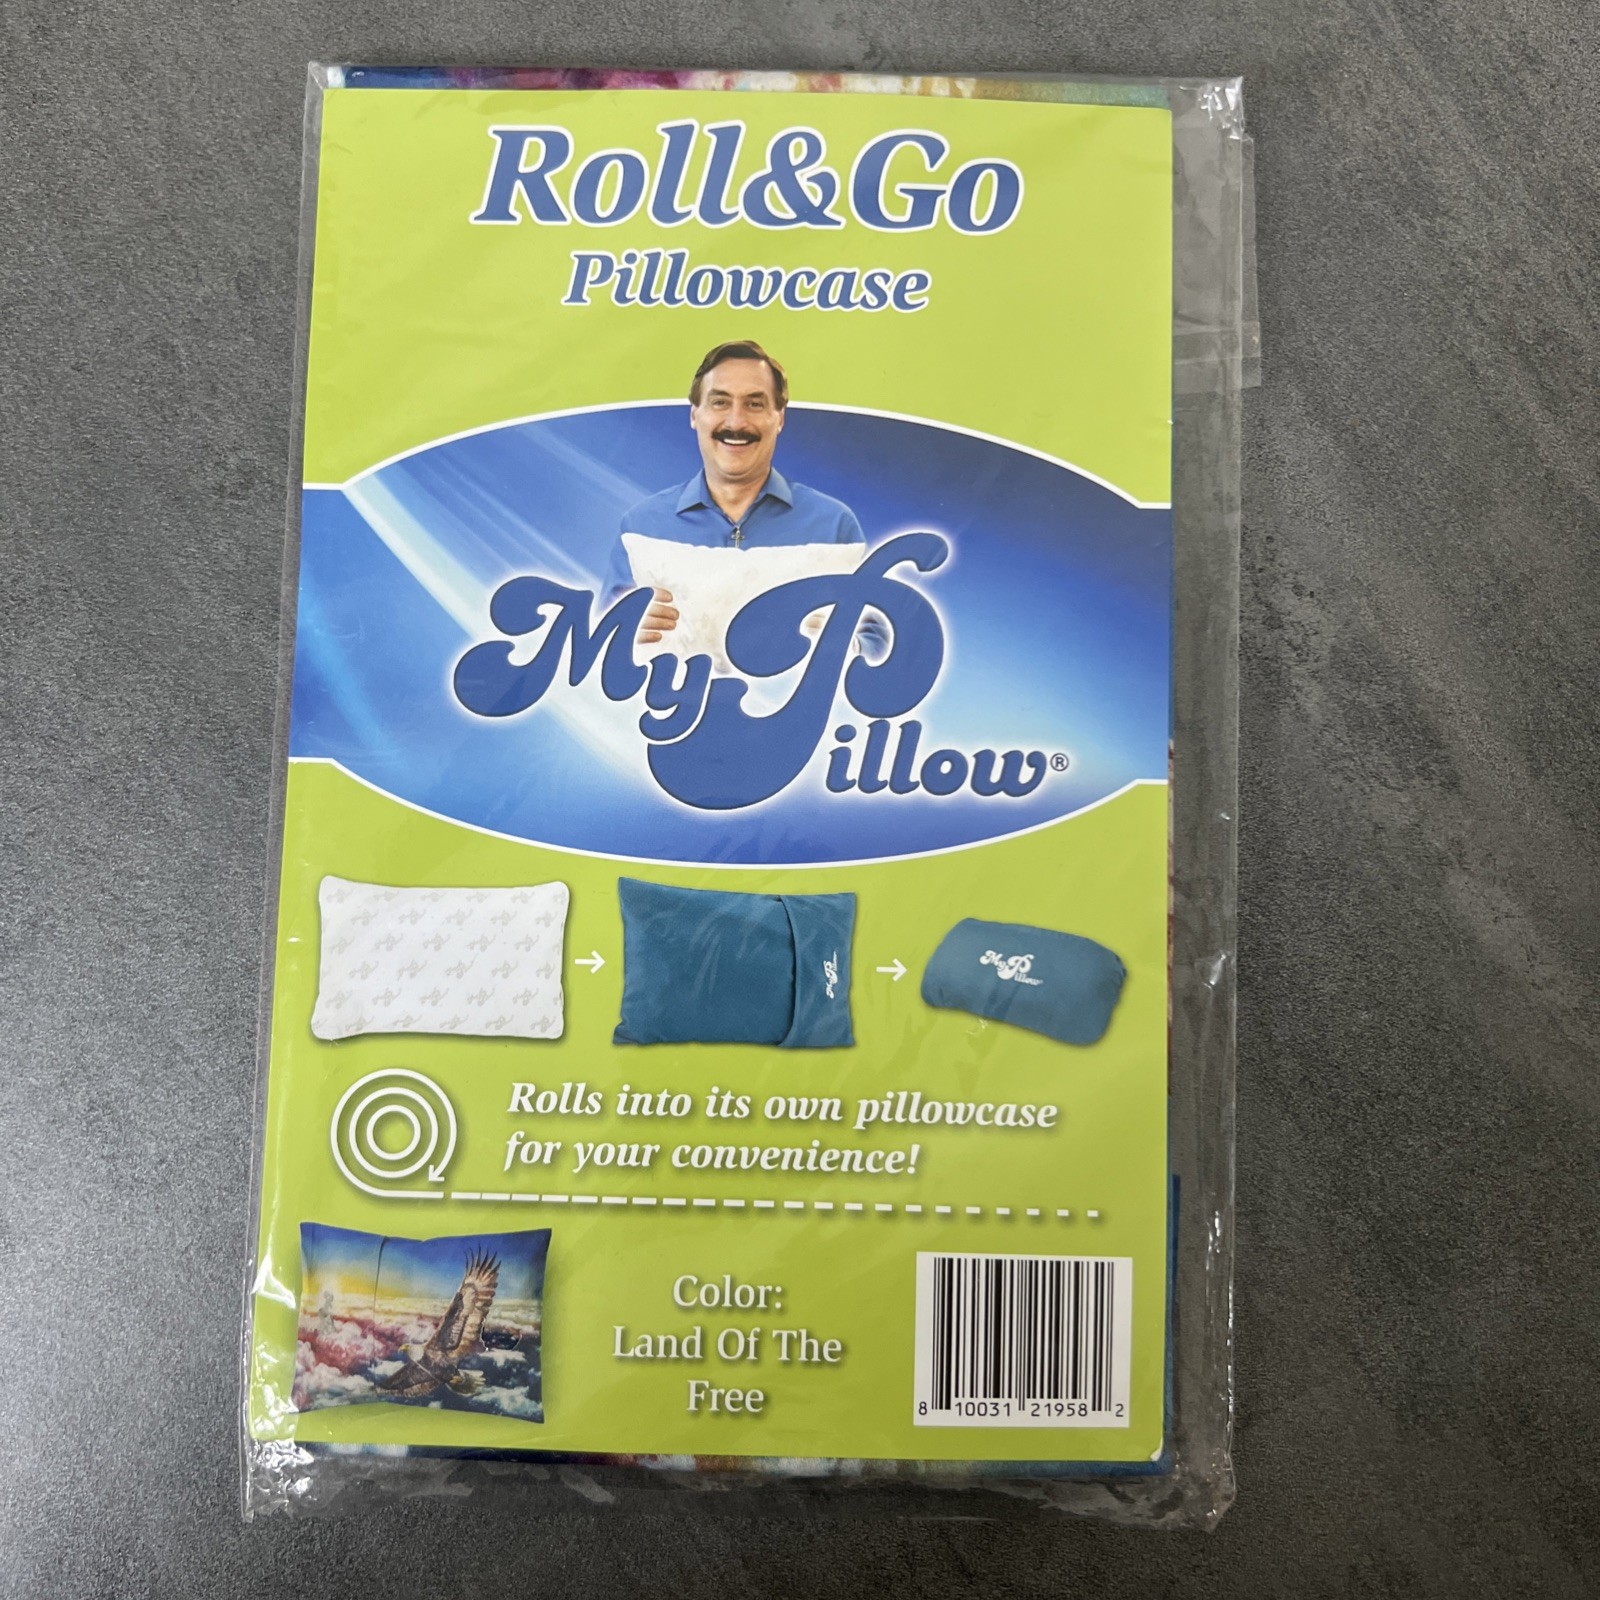 Roll&Go
Pillowcase
MyPillow®
MyPillow
MyPillow
Rolls into its own pillowcase
for your convenience!
Color:
Land Of The
Free
8 10031 21958 2